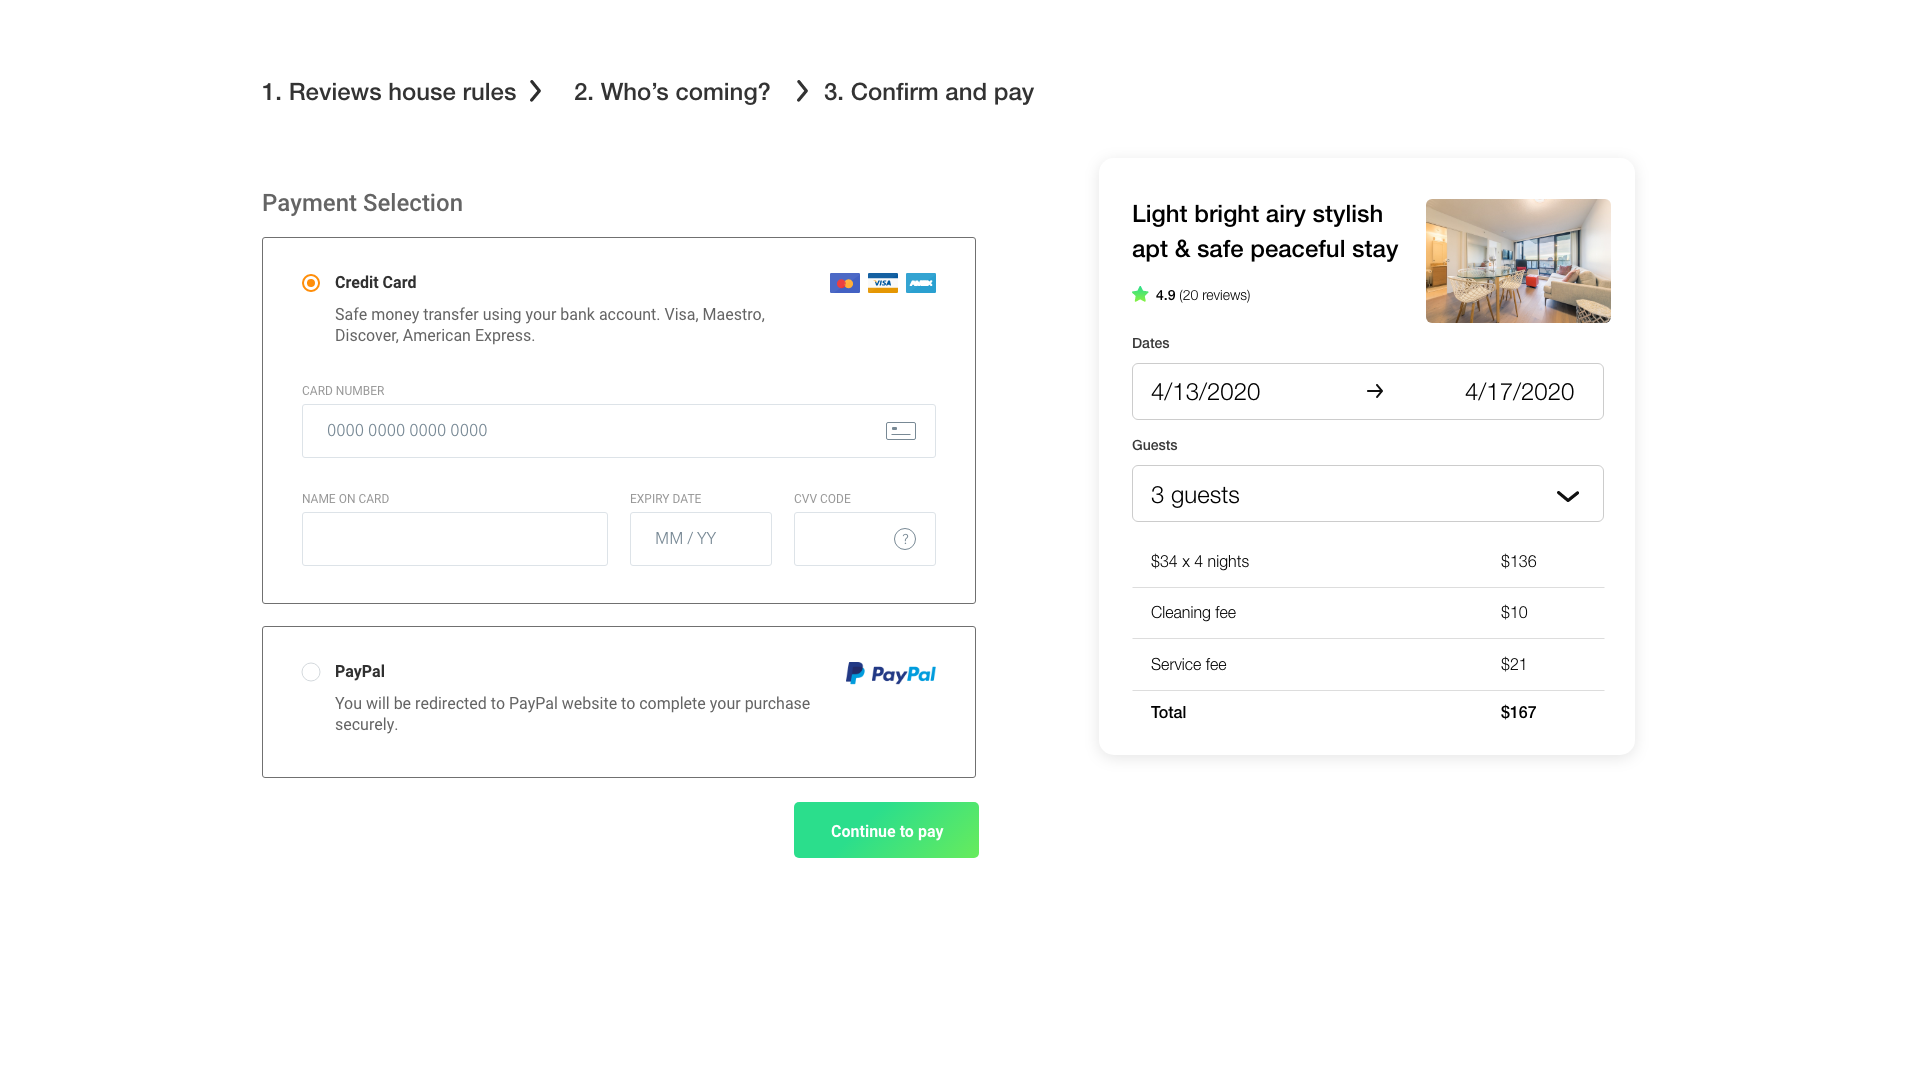 1. Reviews house rules
2. Who’s coming?
3. Confirm and pay
Payment Selection
Credit Card
VISA
AMEX
Safe money transfer using your bank account. Visa, Maestro,
Discover, American Express.
CARD NUMBER
0000 0000 0000 0000
NAME ON CARD
EXPIRY DATE
CVV CODE
MM / YY
?
PayPal
PayPal
You will be redirected to PayPal website to complete your purchase
securely.
Continue to pay
Light bright airy stylish
apt & safe peaceful stay
4.9 (20 reviews)
Dates
4/13/2020
4/17/2020
Guests
3 guests
$34 x 4 nights $136
Cleaning fee $10
Service fee $21
Total $167